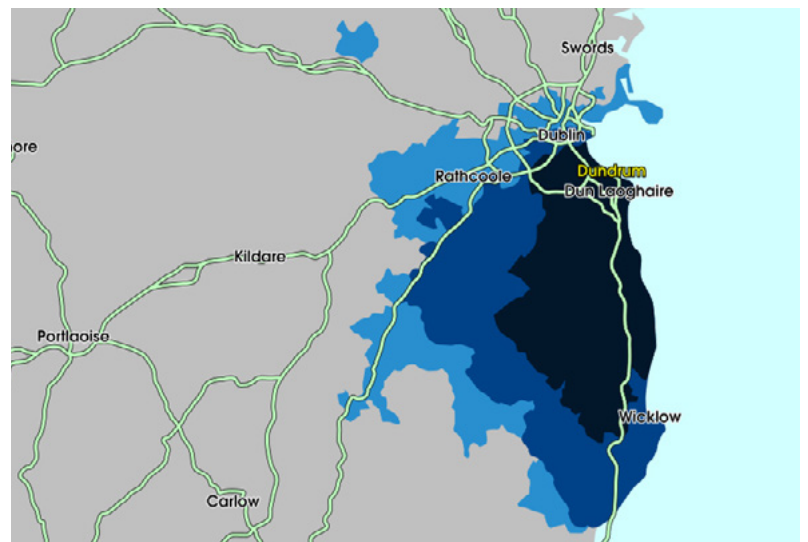 Swords
Dublin
ore
Dundrum
Rathcoole
Dun Laoghaire
Kildare
Portlaoise
Wicklow
Carlow